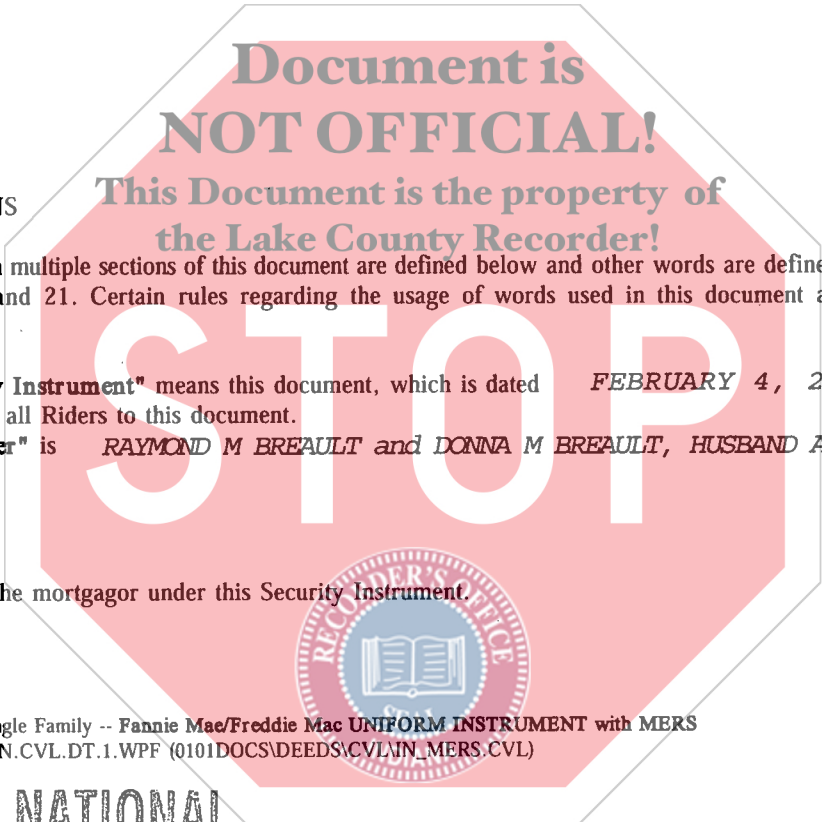 Document is
NOT OFFICIAL!
This Document is the property of
the Lake County Recorder!
multiple sections of this document are defined below and other words are define
and 21. Certain rules regarding the usage of words used in this document a
Instrument" means this document, which is dated FEBRUARY 4, 2
all Riders to this document.
er" is RAYMOND M BREAULT and DONNA M BREAULT, HUSBAND A
STOP
he mortgagor under this Security Instrument.
RECORDER'S OFFICE
SEAL
INDIANA
gle Family -- Fannie Mae/Freddie Mac UNIFORM INSTRUMENT with MERS
N.CVL.DT.1.WPF (0101DOCS\DEEDS\CVL\IN_MERS.CVL)
NATIONAL